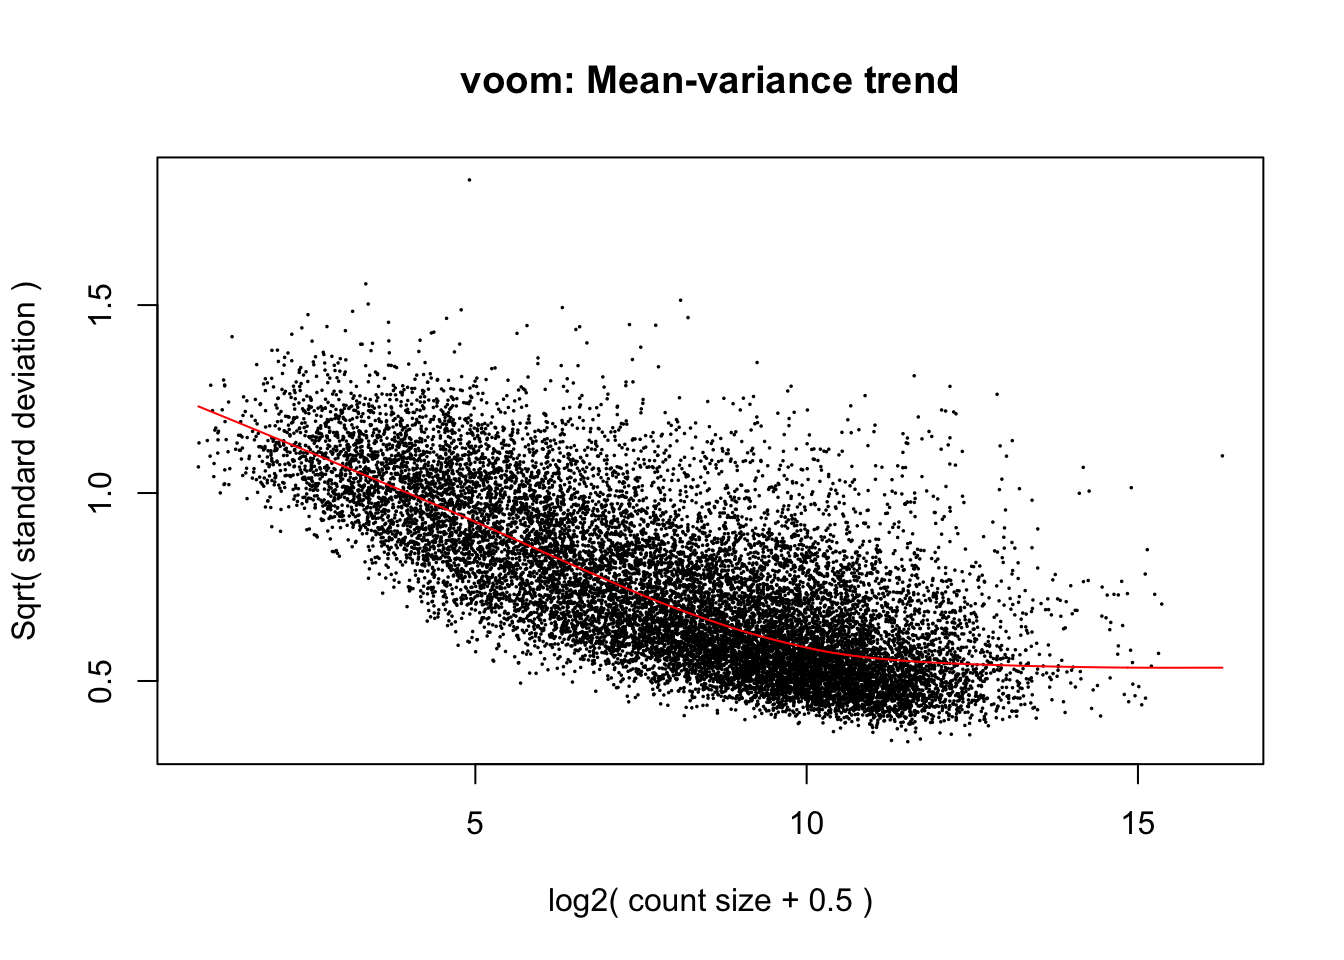 voom: Mean-variance trend
Sqrt( standard deviation )
1.5
1.0
0.5
5
10
15
log2( count size + 0.5 )